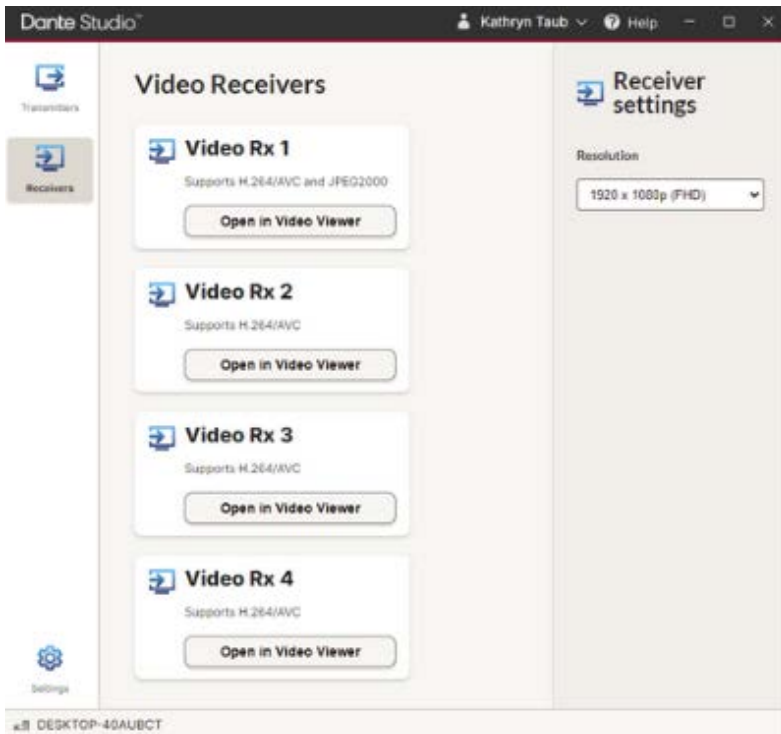 Dante Studio™
Kathryn Taub
Help
Transmitters
Receivers
Settings
Video Receivers
Video Rx 1
Supports H.264/AVC and JPEG2000
Open in Video Viewer
Video Rx 2
Supports H.264/AVC
Open in Video Viewer
Video Rx 3
Supports H.264/AVC
Open in Video Viewer
Video Rx 4
Supports H.264/AVC
Open in Video Viewer
Receiver
settings
Resolution
1920 x 1080p (FHD)
DESKTOP-40AUBCT